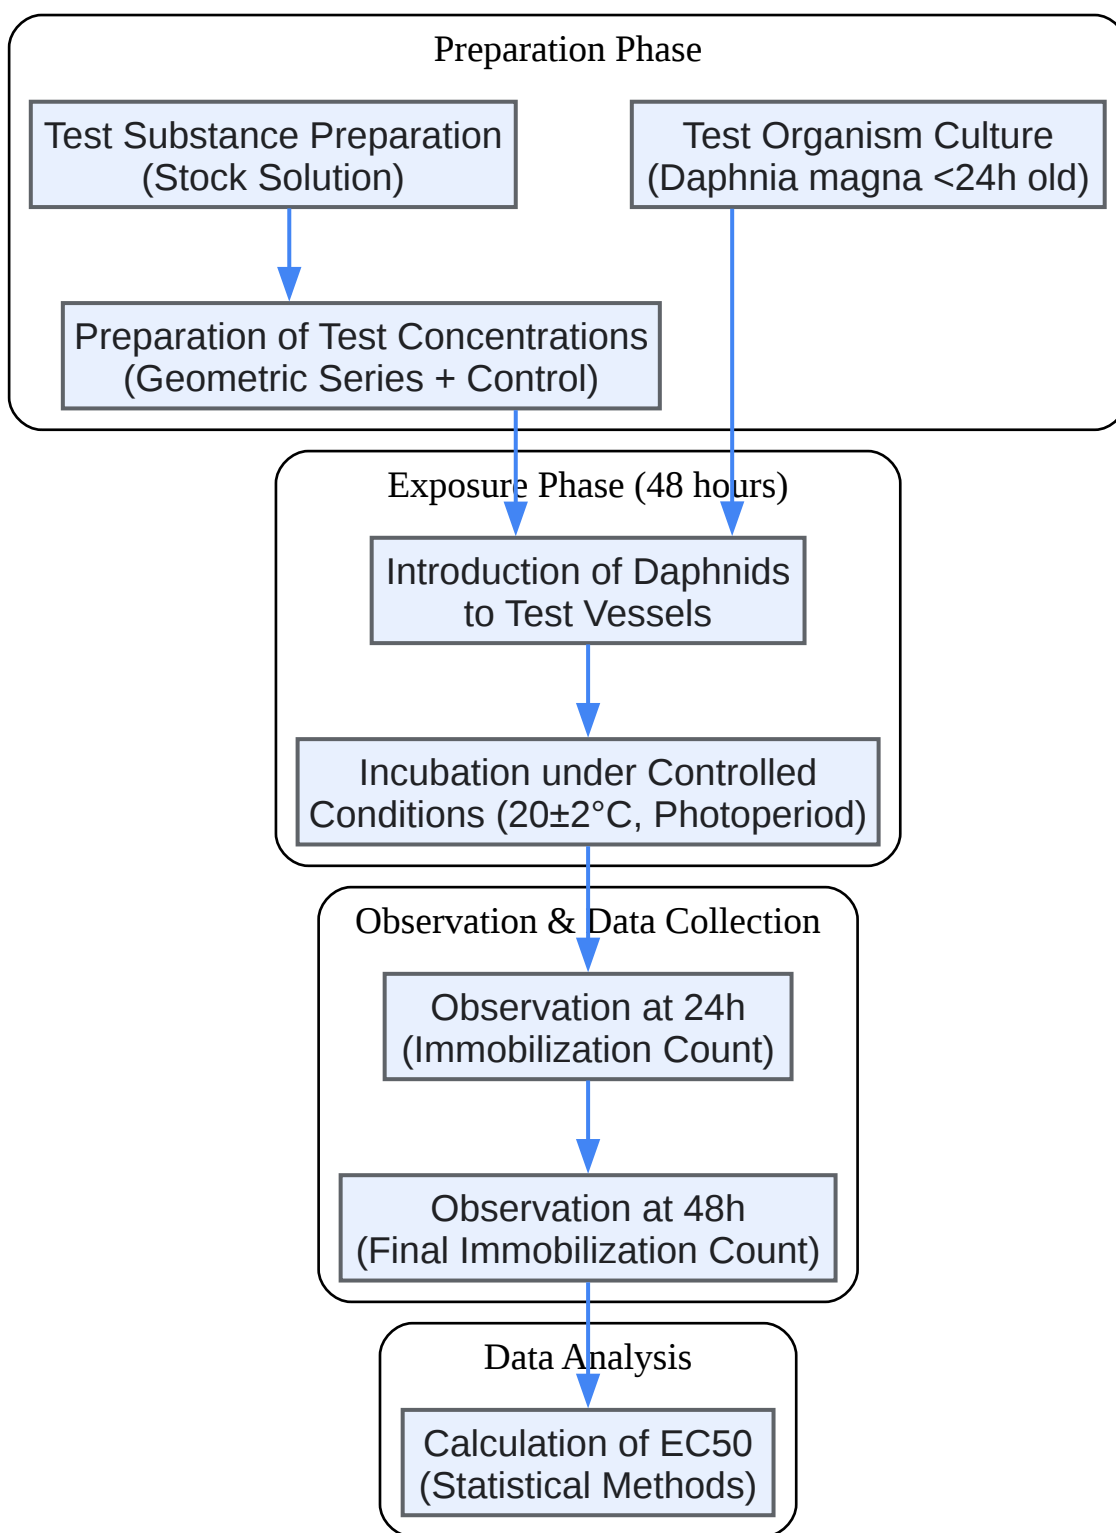 Preparation Phase
Test Substance Preparation
(Stock Solution)
Test Organism Culture
(Daphnia magna <24h old)
Preparation of Test Concentrations
(Geometric Series + Control)
Exposure Phase (48 hours)
Introduction of Daphnids
to Test Vessels
Incubation under Controlled
Conditions (20±2°C, Photoperiod)
Observation & Data Collection
Observation at 24h
(Immobilization Count)
Observation at 48h
(Final Immobilization Count)
Data Analysis
Calculation of EC50
(Statistical Methods)